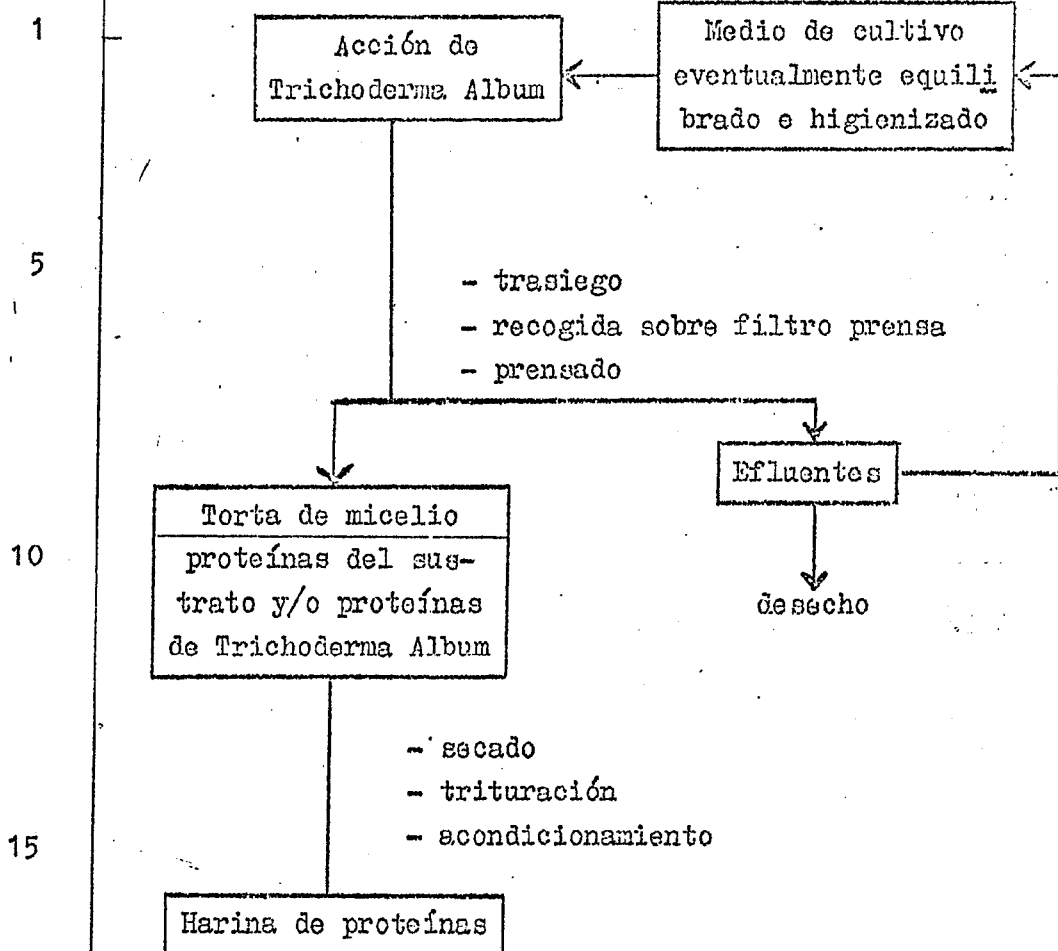 1
Acción de
Trichoderma Album
Medio de cultivo
eventualmente equili
brado e higienizado
5
- trasiego
- recogida sobre filtro prensa
- prensado
Efluentes
desecho
Torta de micelio
10
proteínas del sus-
trato y/o proteínas
de Trichoderma Album
- secado
- trituración
- acondicionamiento
15
Harina de proteínas